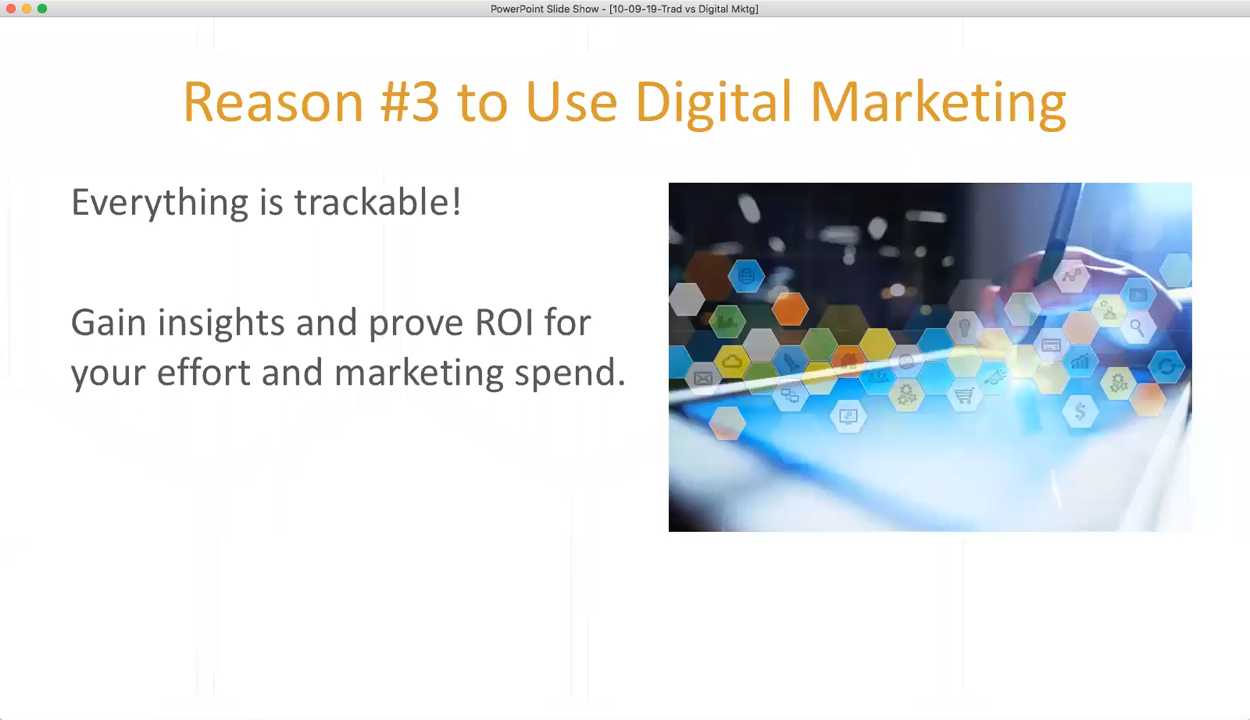 PowerPoint Slide Show - [10-09-19-Trad vs Digital Mktg]
Reason #3 to Use Digital Marketing
Everything is trackable!
Gain insights and prove ROI for
your effort and marketing spend.
$